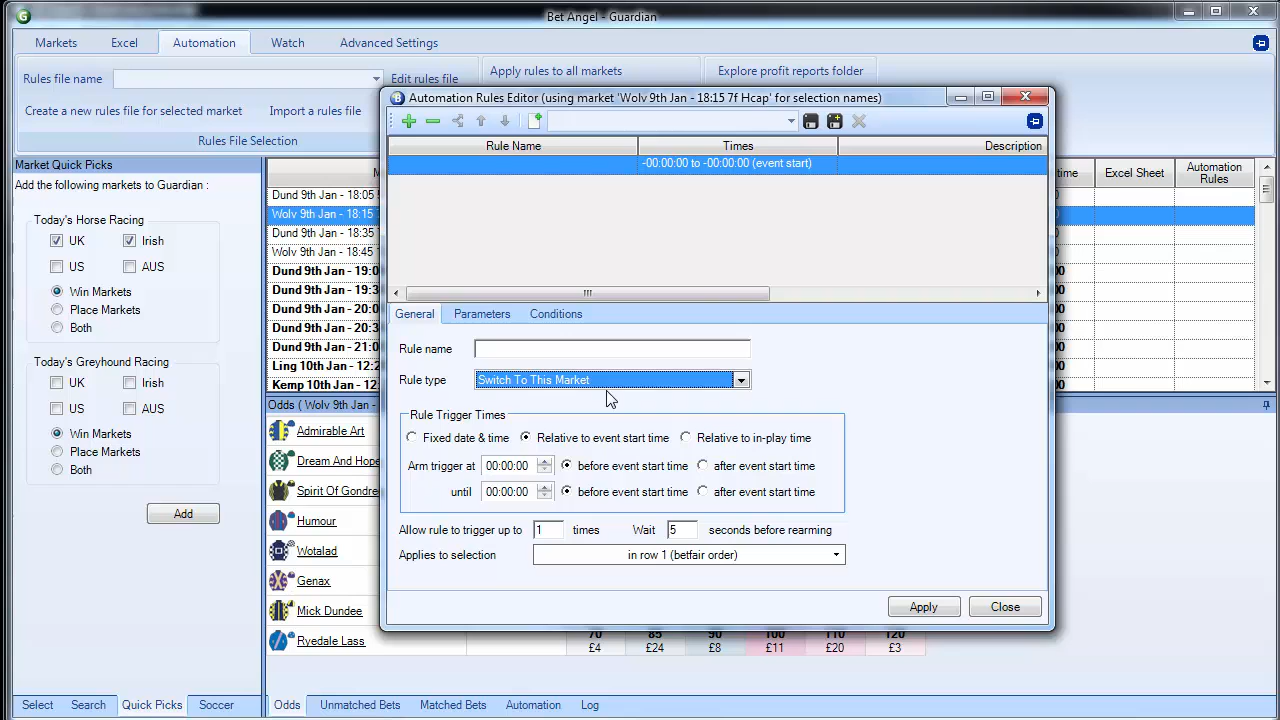 Bet Angel - Guardian
Markets Excel Automation Watch Advanced Settings
Rules file name Edit rules file Apply rules to all markets Explore profit reports folder
Create a new rules file for selected market Import a rules file
Rules File Selection
Market Quick Picks
Add the following markets to Guardian :
Today's Horse Racing
UK Irish
US AUS
Win Markets
Place Markets
Both
Today's Greyhound Racing
UK Irish
US AUS
Win Markets
Place Markets
Both
Add
Select Search Quick Picks Soccer
M
Dund 9th Jan - 18:05
Wolv 9th Jan - 18:15
Dund 9th Jan - 18:35
Wolv 9th Jan - 18:45
Dund 9th Jan - 19:0
Dund 9th Jan - 19:3
Dund 9th Jan - 20:0
Dund 9th Jan - 20:3
Dund 9th Jan - 21:0
Ling 10th Jan - 12:2
Kemp 10th Jan - 12:
time Excel Sheet Automation Rules
Odds ( Wolv 9th Jan -
Admirable Art
Dream And Hope
Spirit Of Gondre
Humour
Wotalad
Genax
Mick Dundee
Ryedale Lass
70 85 90 100 110 120
£4 £24 £8 £11 £20 £3
Odds Unmatched Bets Matched Bets Automation Log
Automation Rules Editor (using market 'Wolv 9th Jan - 18:15 7f Hcap' for selection names)
Rule Name Times Description
-00:00:00 to -00:00:00 (event start)
General Parameters Conditions
Rule name
Rule type Switch To This Market
Rule Trigger Times
Fixed date & time Relative to event start time Relative to in-play time
Arm trigger at 00:00:00 before event start time after event start time
until 00:00:00 before event start time after event start time
Allow rule to trigger up to 1 times Wait 5 seconds before rearming
Applies to selection in row 1 (betfair order)
Apply Close